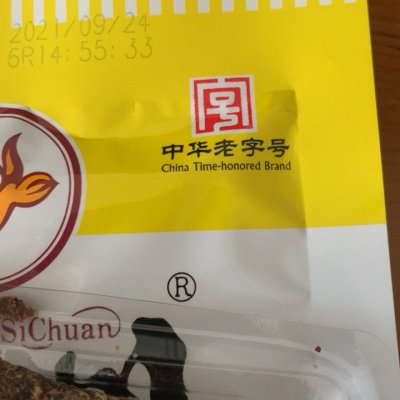 2021/09/24
6R14:55:33
中华老字号
China Time-honored Brand
®
SiChuan